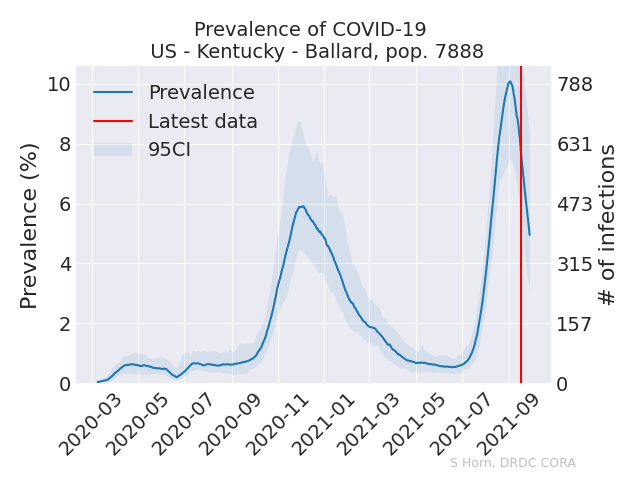 Prevalence of COVID-19
US - Kentucky - Ballard, pop. 7888
Prevalence
Latest data
95CI
Prevalence (%)
10
8
6
4
2
0
788
631
473
315
157
0
# of infections
2020-03
2020-05
2020-07
2020-09
2020-11
2021-01
2021-03
2021-05
2021-07
2021-09
S Horn, DRDC CORA